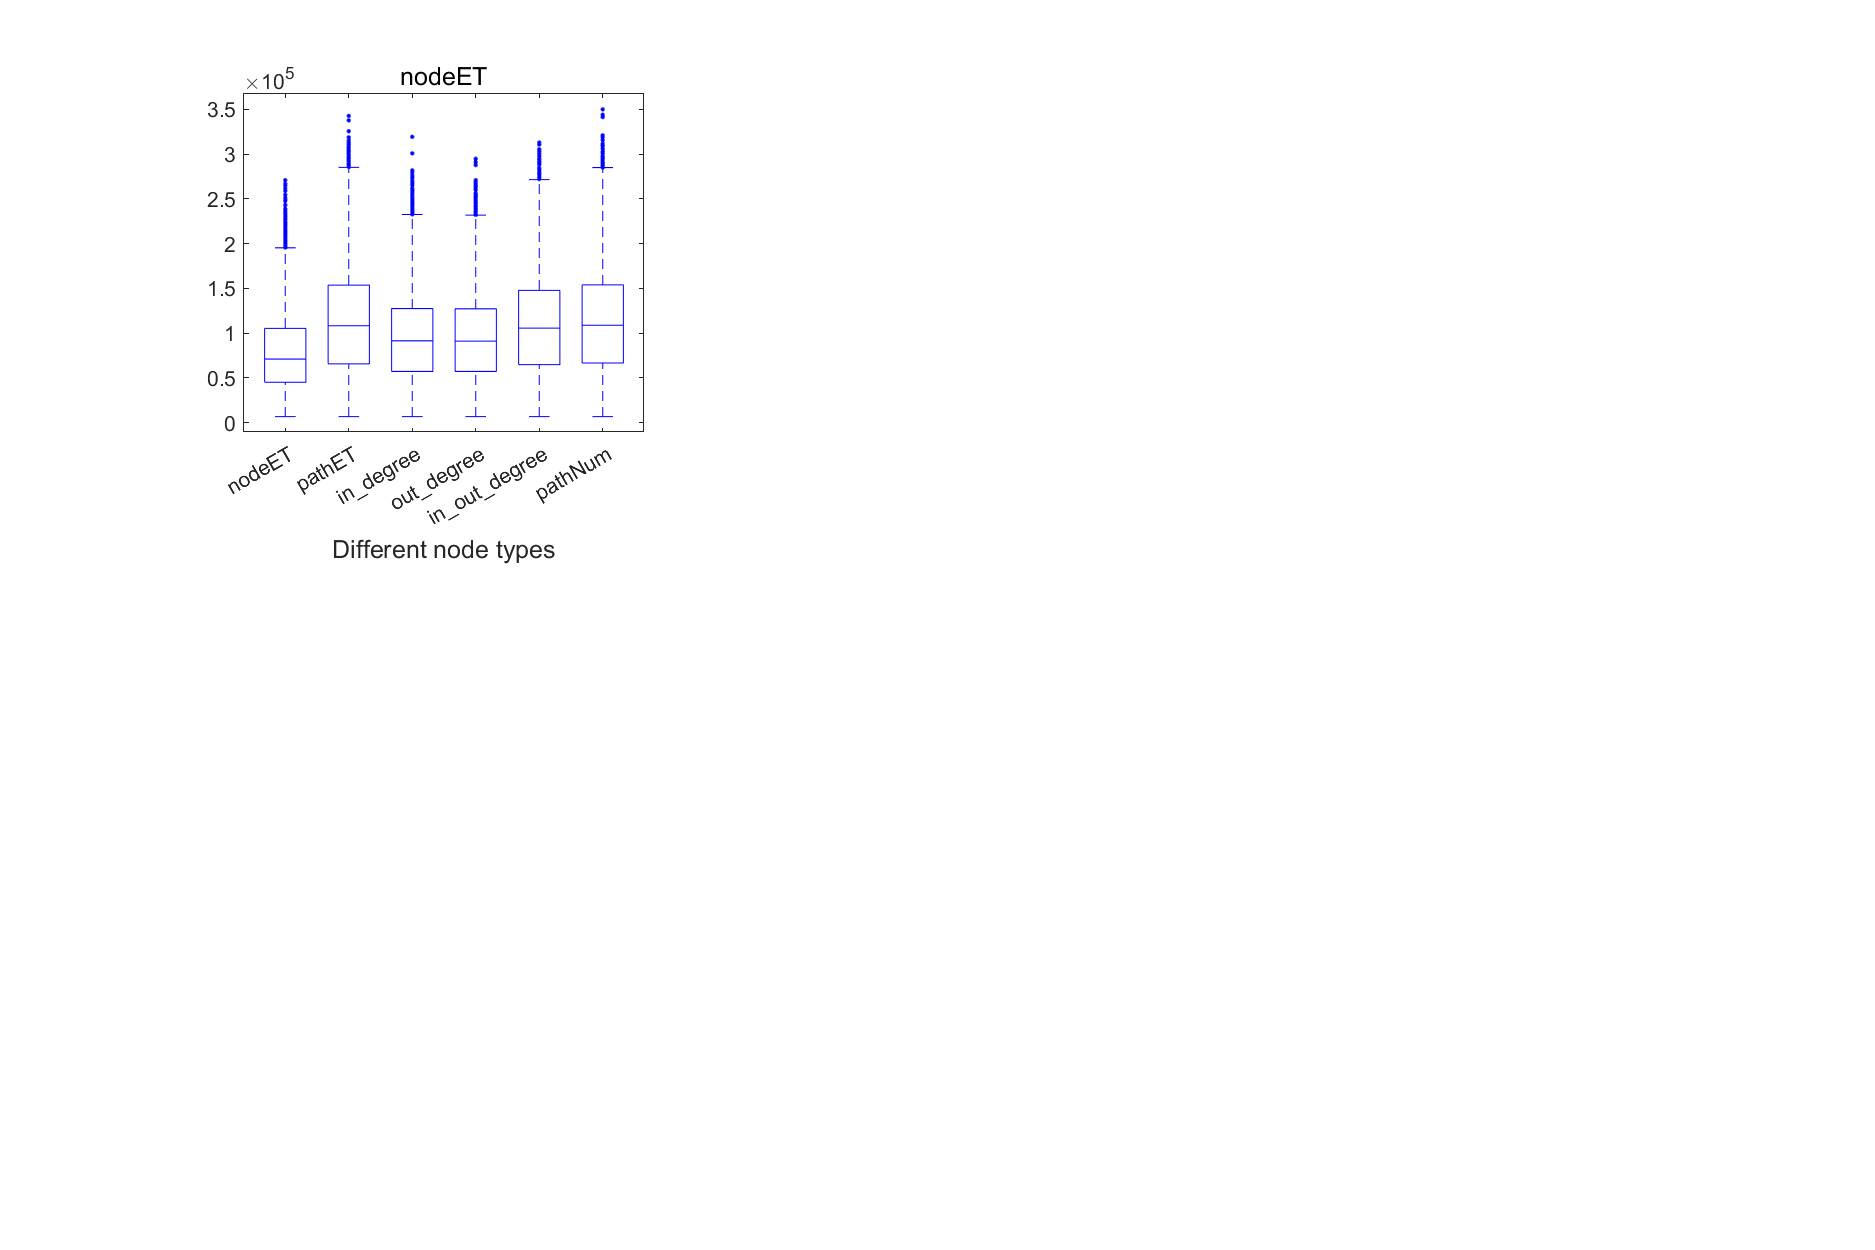 nodeET
×10^5
3.5
3
2.5
2
1.5
1
0.5
0
nodeET
pathET
in_degree
out_degree
in_out_degree
pathNum
Different node types